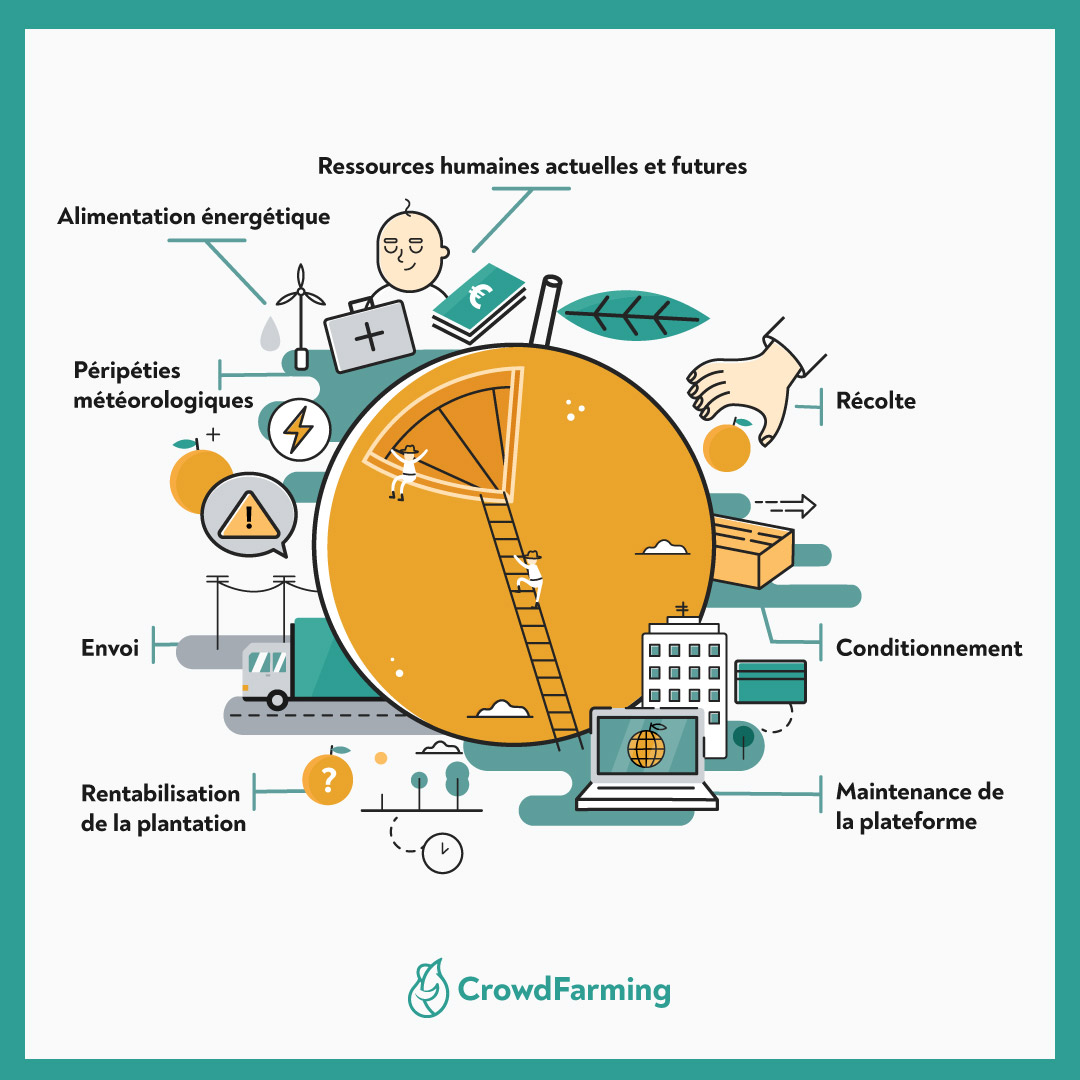 Ressources humaines actuelles et futures
Alimentation énergétique
€
Péripéties
météorologiques
Récolte
!
Envoi
Conditionnement
?
Rentabilisation
de la plantation
Maintenance de
la plateforme
CrowdFarming